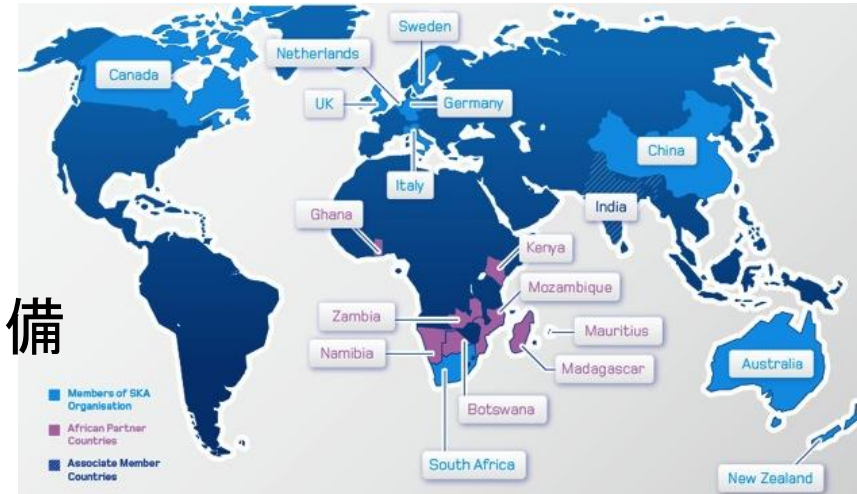 Sweden
Netherlands
Canada
UK
Germany
China
Italy
India
Ghana
Kenya
Mozambique
Zambia
Mauritius
備
Namibia
Madagascar
Australia
Botswana
Members of SKA
Organisation
African Partner
Countries
Associate Member
Countries
South Africa
New Zealand